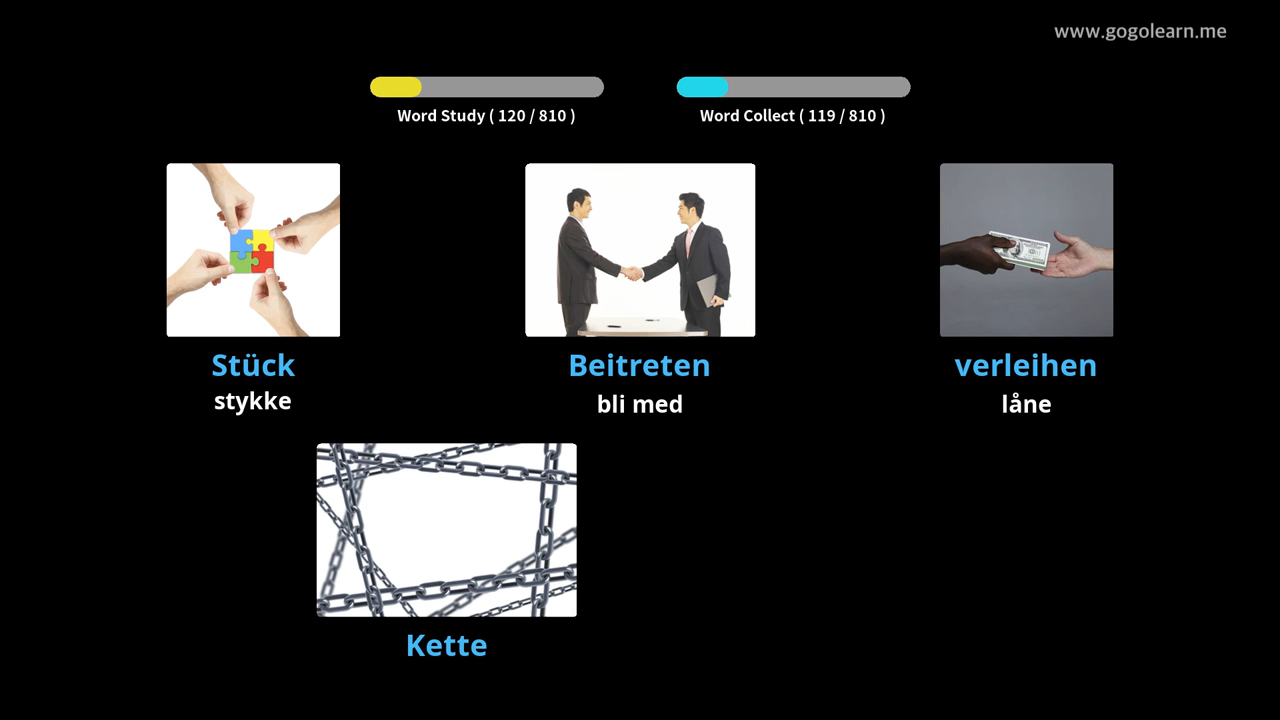 www.gogolearn.me
Word Study ( 120 / 810 )
Word Collect ( 119 / 810 )
Stück
stykke
Beitreten
bli med
verleihen
låne
Kette